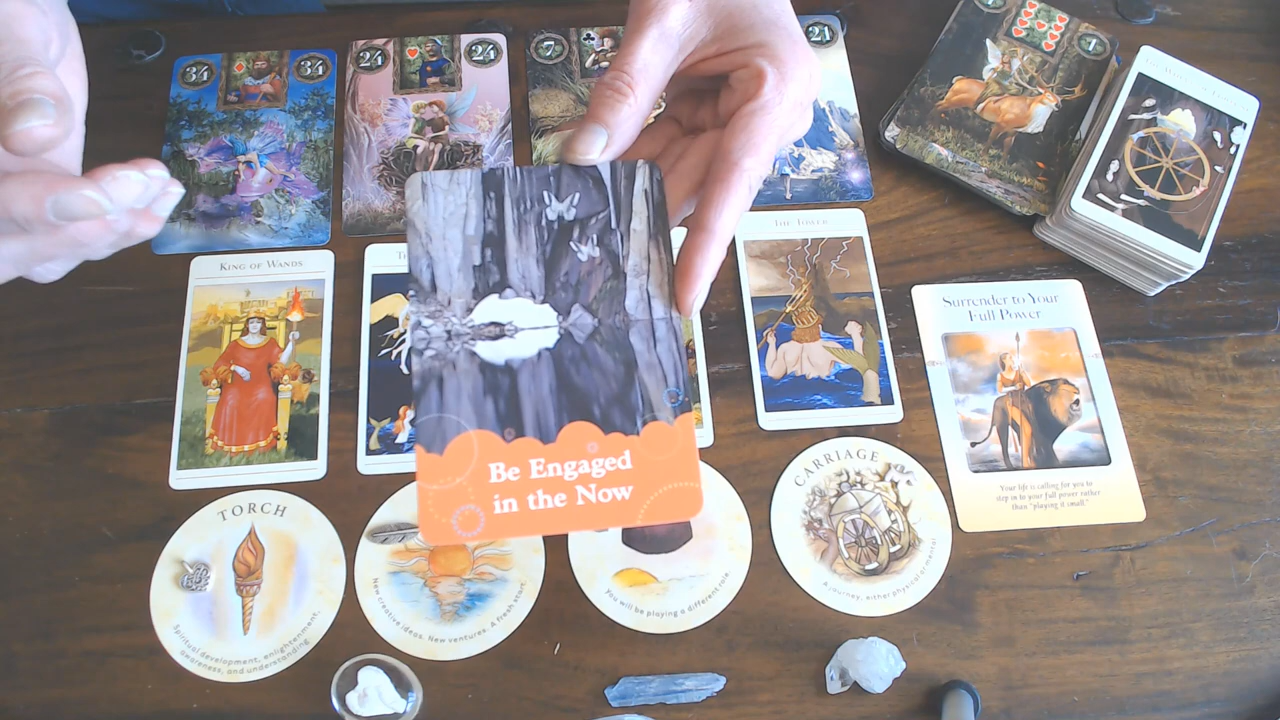 34
34
24
24
7
21
7
KING OF WANDS
THE TOWER
Surrender to Your
Full Power
Your life is calling for you to
step in to your full power rather
than "playing it small."
Be Engaged
in the Now
TORCH
Spiritual development, enlightenment,
awareness, and understanding.
New creative ideas. New ventures. A fresh start.
You will be playing a different role.
CARRIAGE
A journey, either physical or mental.